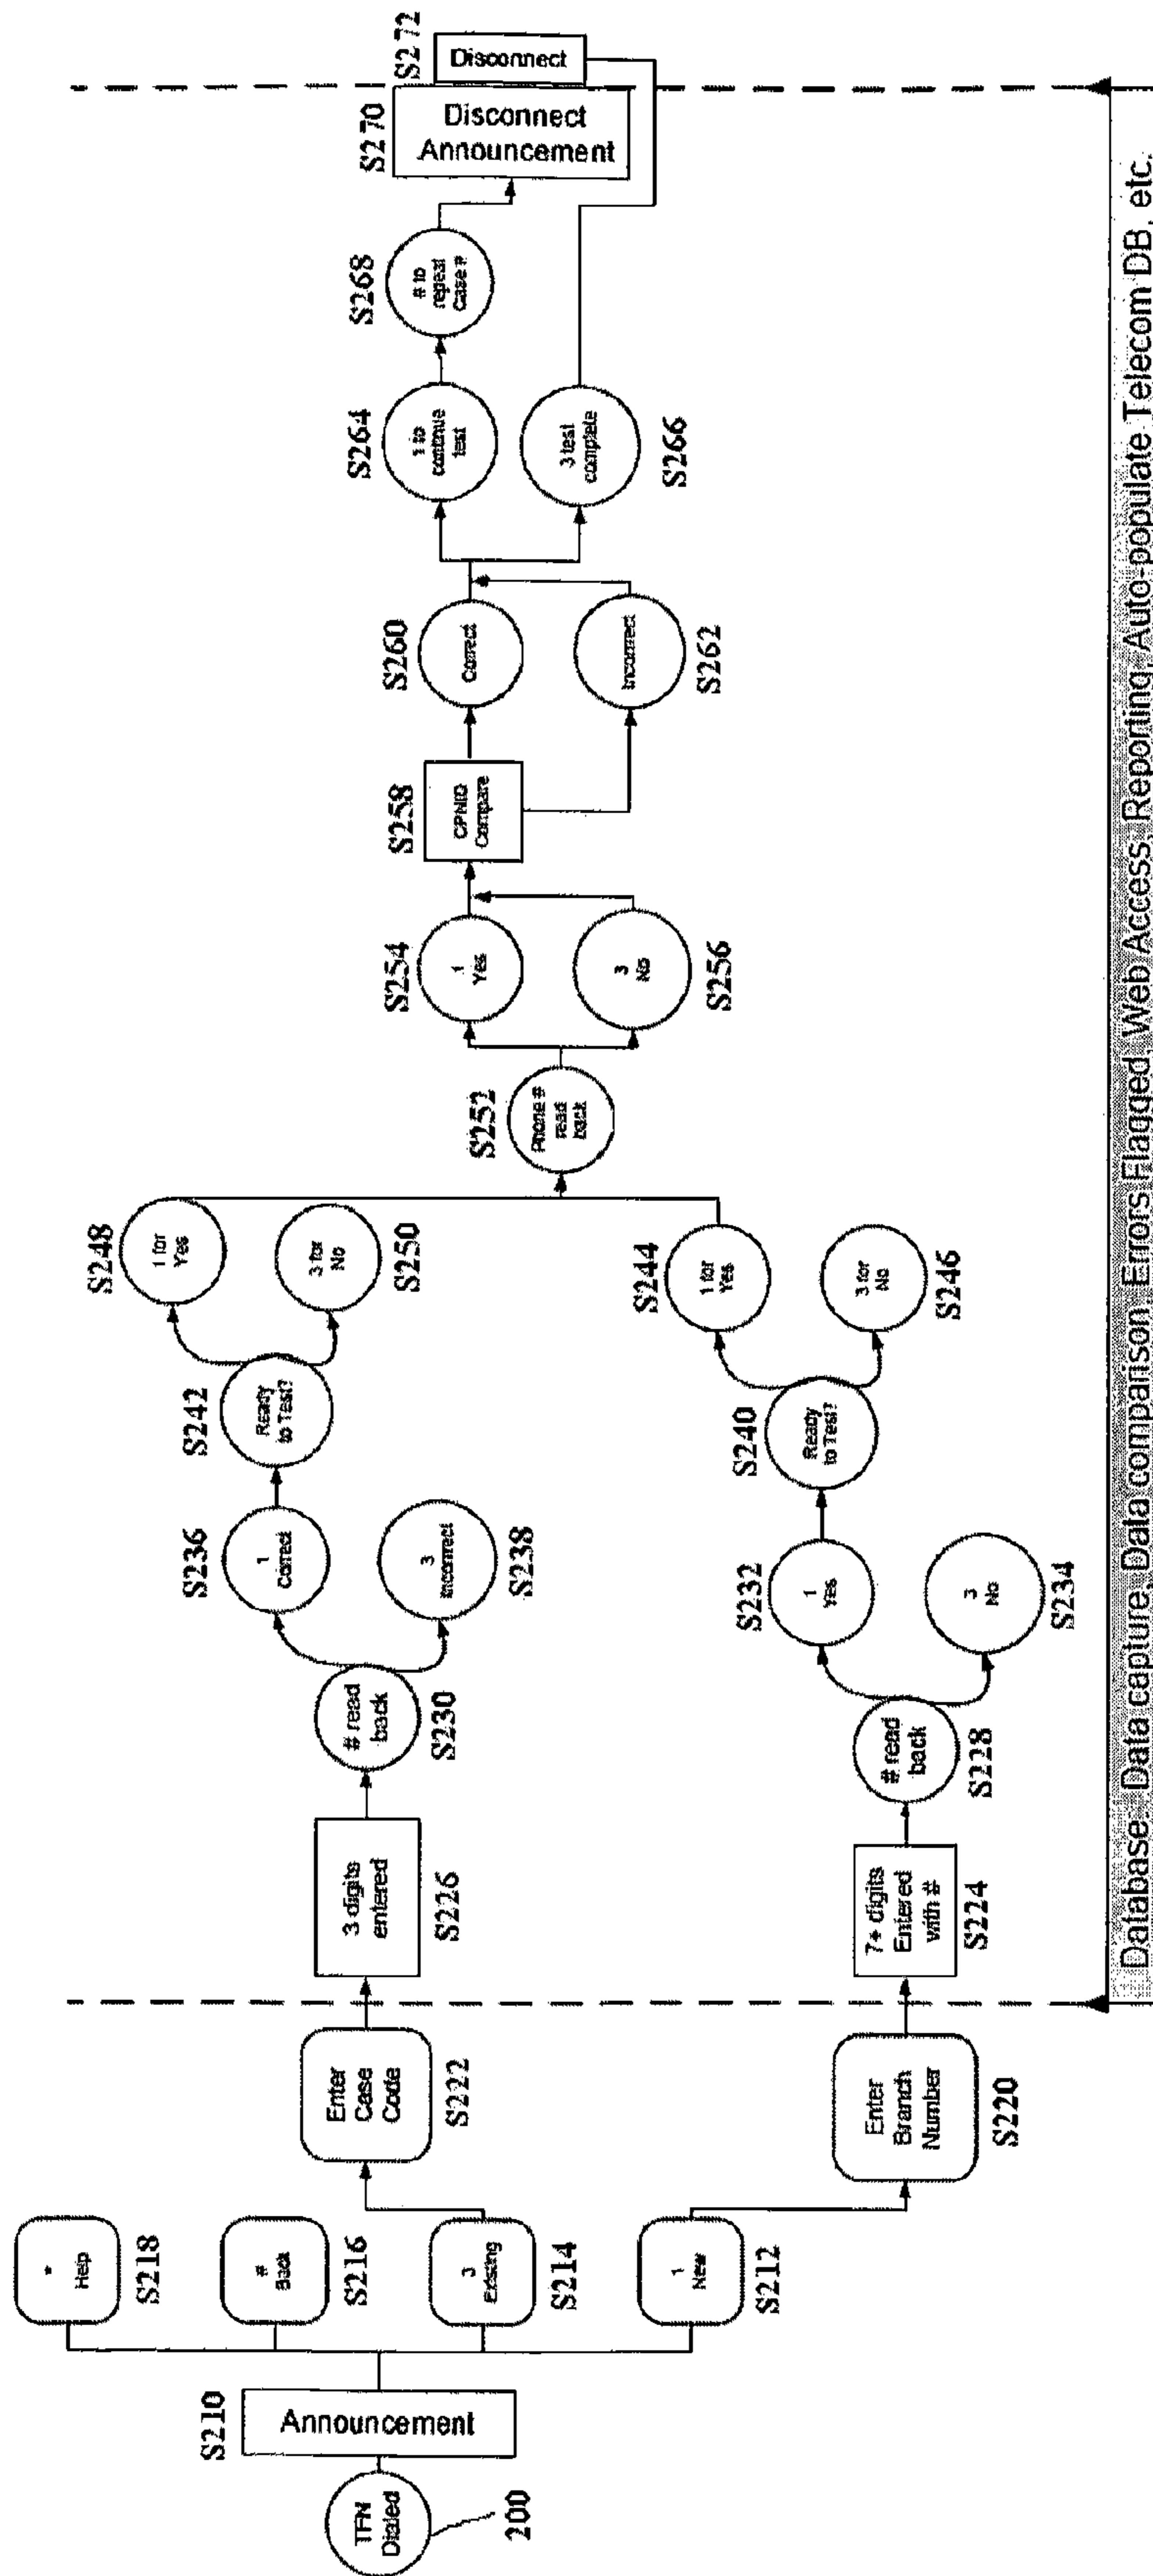 TFN
Dialed
200
S210
Announcement
*
Help
S218
#
Back
S216
3
Existing
S214
1
New
S212
Enter
Case
Code
S222
Enter
Branch
Number
S220
3 digits
entered
S226
7+ digits
Entered
with #
S224
# read
back
S230
# read
back
S228
S236
1
Correct
3
Incorrect
S238
S232
1
Yes
3
No
S234
S242
Ready
to Test?
S240
Ready
to Test?
S248
1 for
Yes
3 for
No
S250
S244
1 for
Yes
3 for
No
S246
S252
Phone #
read
back
S254
1
Yes
3
No
S256
S258
CPNID
Compare
S260
Correct
Incorrect
S262
S264
1 to
continue
test
3 test
complete
S266
S268
# to
repeat
case #
S270
Disconnect
Announcement
S272
Disconnect
Database: Data capture, Data comparison, Errors Flagged, Web Access, Reporting, Auto-populate Telecom DB, etc.